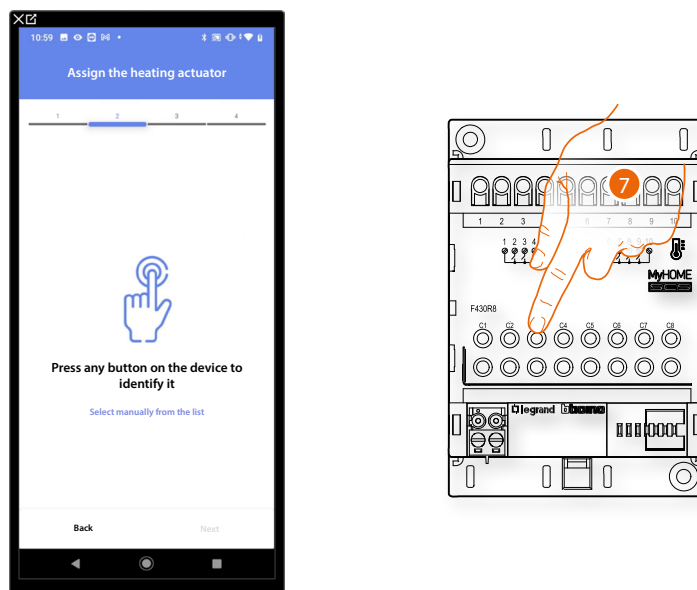 10:59
Assign the heating actuator
1 2 3 4
Press any button on the device to
identify it
Select manually from the list
Back Next
7
1 2 3 6 7 8 9 10
1 2 3 4
MyHOME
SCS
F430R8
C1 C2 C4 C5 C6 C7 C8
legrand bticino